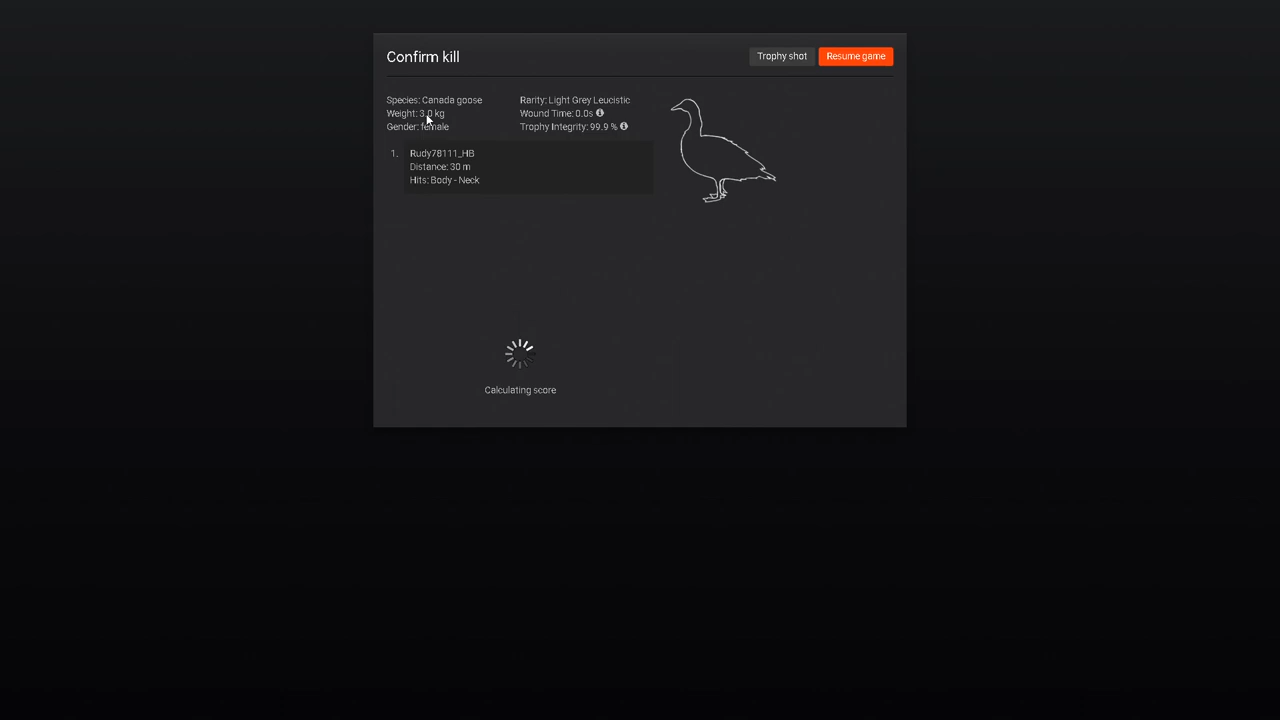 Confirm kill
Trophy shot
Resume game
Species: Canada goose
Weight: 3.0 kg
Gender: female
Rarity: Light Grey Leucistic
Wound Time: 0.0s
Trophy Integrity: 99.9 %
1.
Rudy78111_HB
Distance: 30 m
Hits: Body - Neck
Calculating score